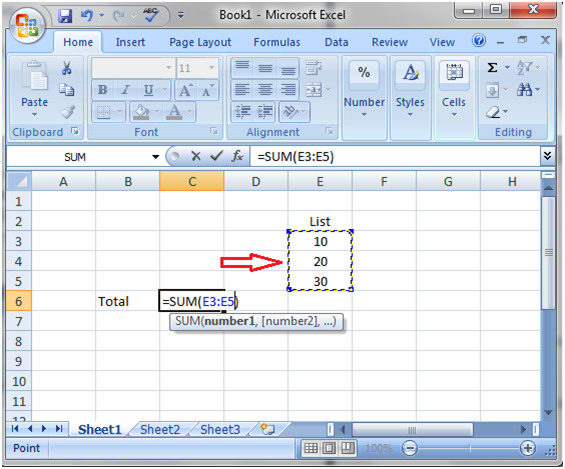 Book1 - Microsoft Excel
Home Insert Page Layout Formulas Data Review View
11
Paste B I U A A % A Σ
Number Styles Cells
Clipboard Font Alignment Editing
SUM fx =SUM(E3:E5)
A B C D E F G H
1
2 List
3 10
4 20
5 30
6 Total =SUM(E3:E5)
7 SUM(number1, [number2], ...)
8
9
10
11
12
Sheet1 Sheet2 Sheet3
Point 100%